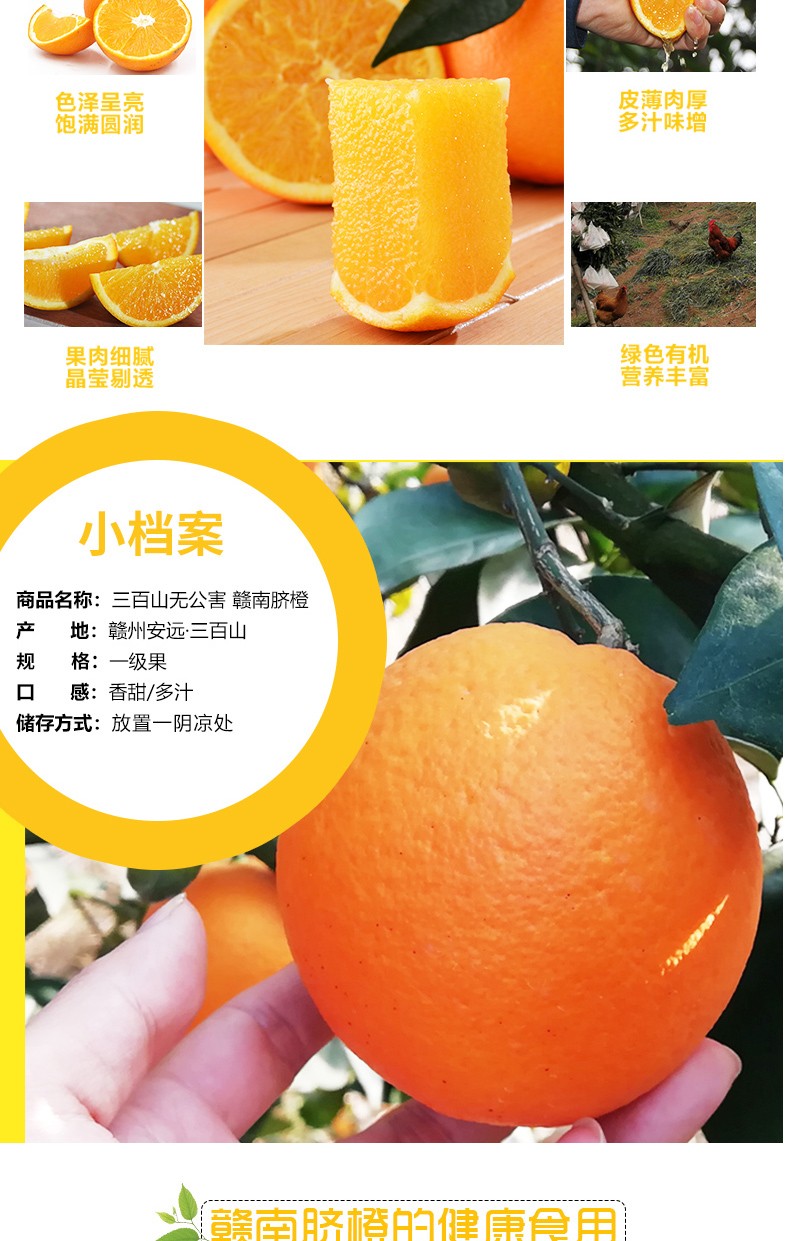 色泽呈亮
饱满圆润
皮薄肉厚
多汁味增
果肉细腻
晶莹剔透
绿色有机
营养丰富
小档案
商品名称：三百山无公害 赣南脐橙
产 地：赣州安远·三百山
规 格：一级果
口 感：香甜/多汁
储存方式：放置一阴凉处
赣南脐橙的健康食用